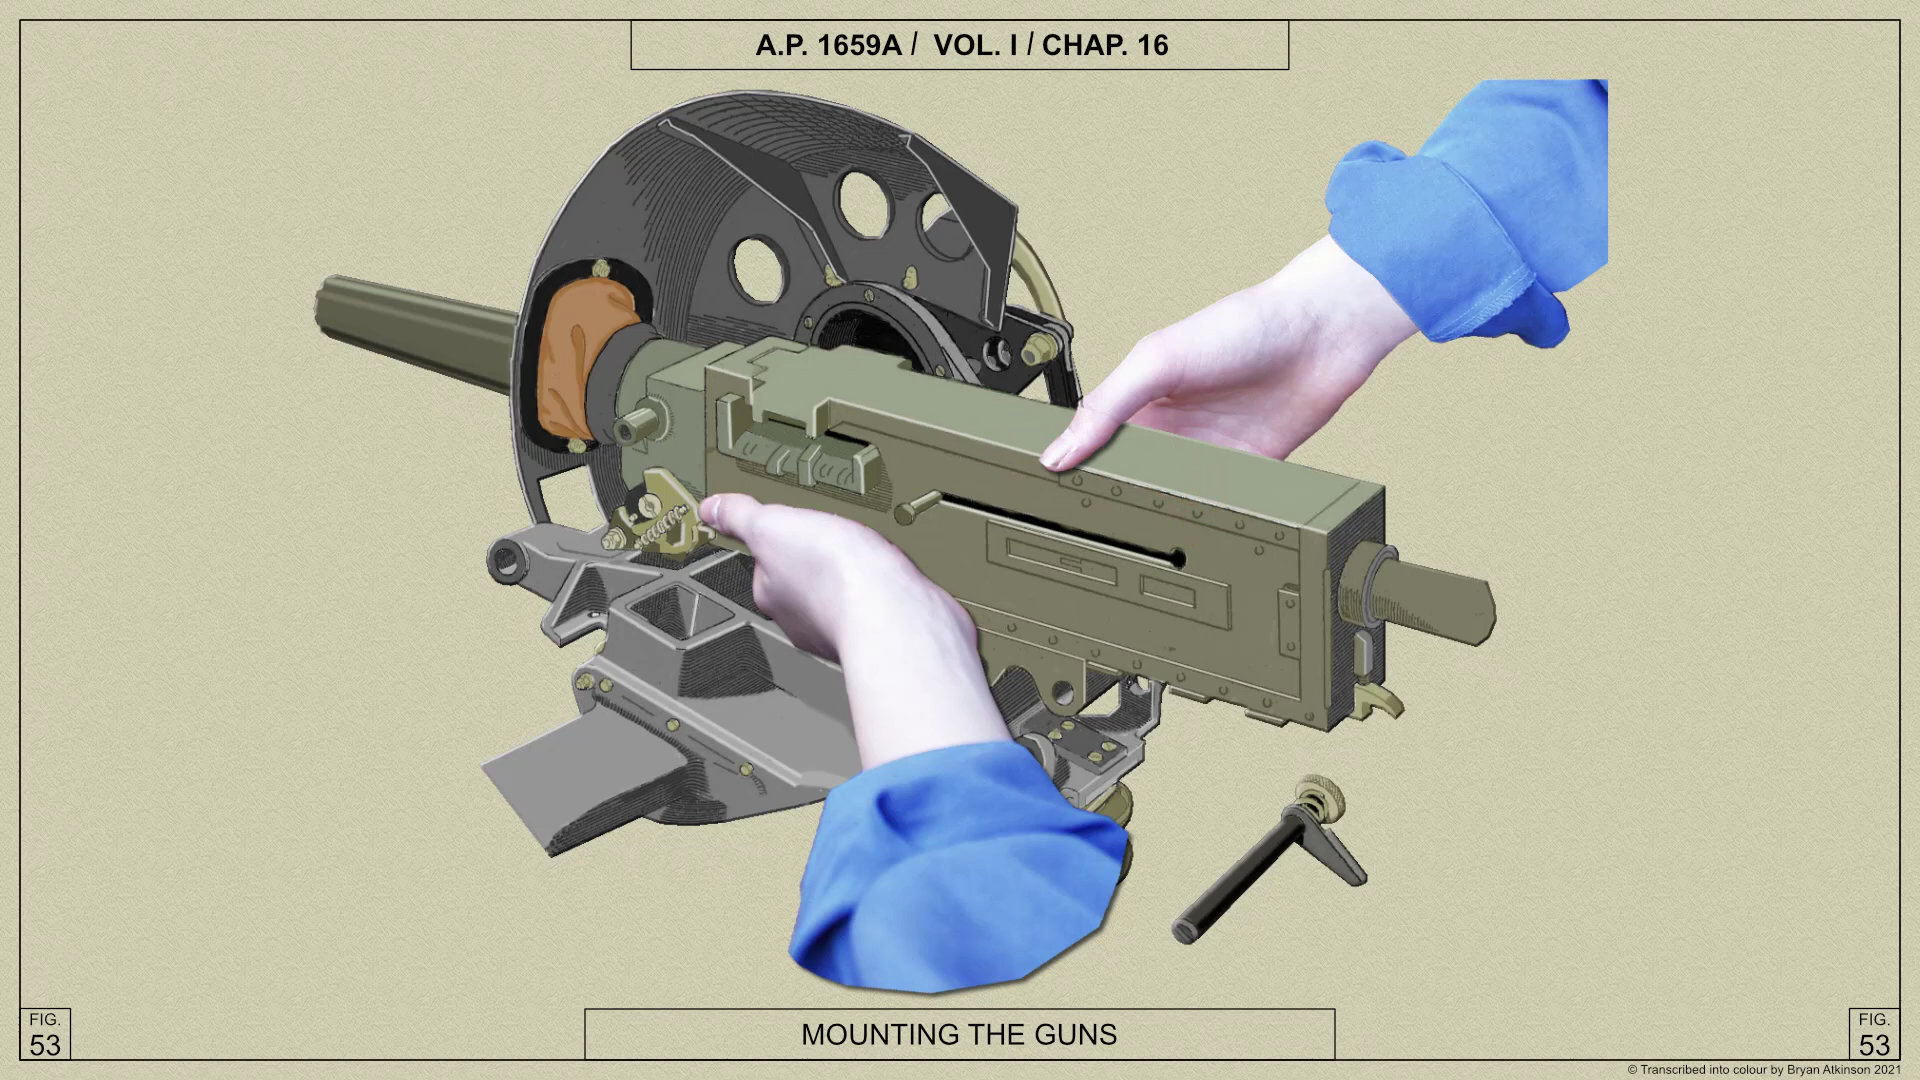 A.P. 1659A / VOL. I / CHAP. 16
FIG.
53
MOUNTING THE GUNS
FIG.
53
© Transcribed into colour by Bryan Atkinson 2021